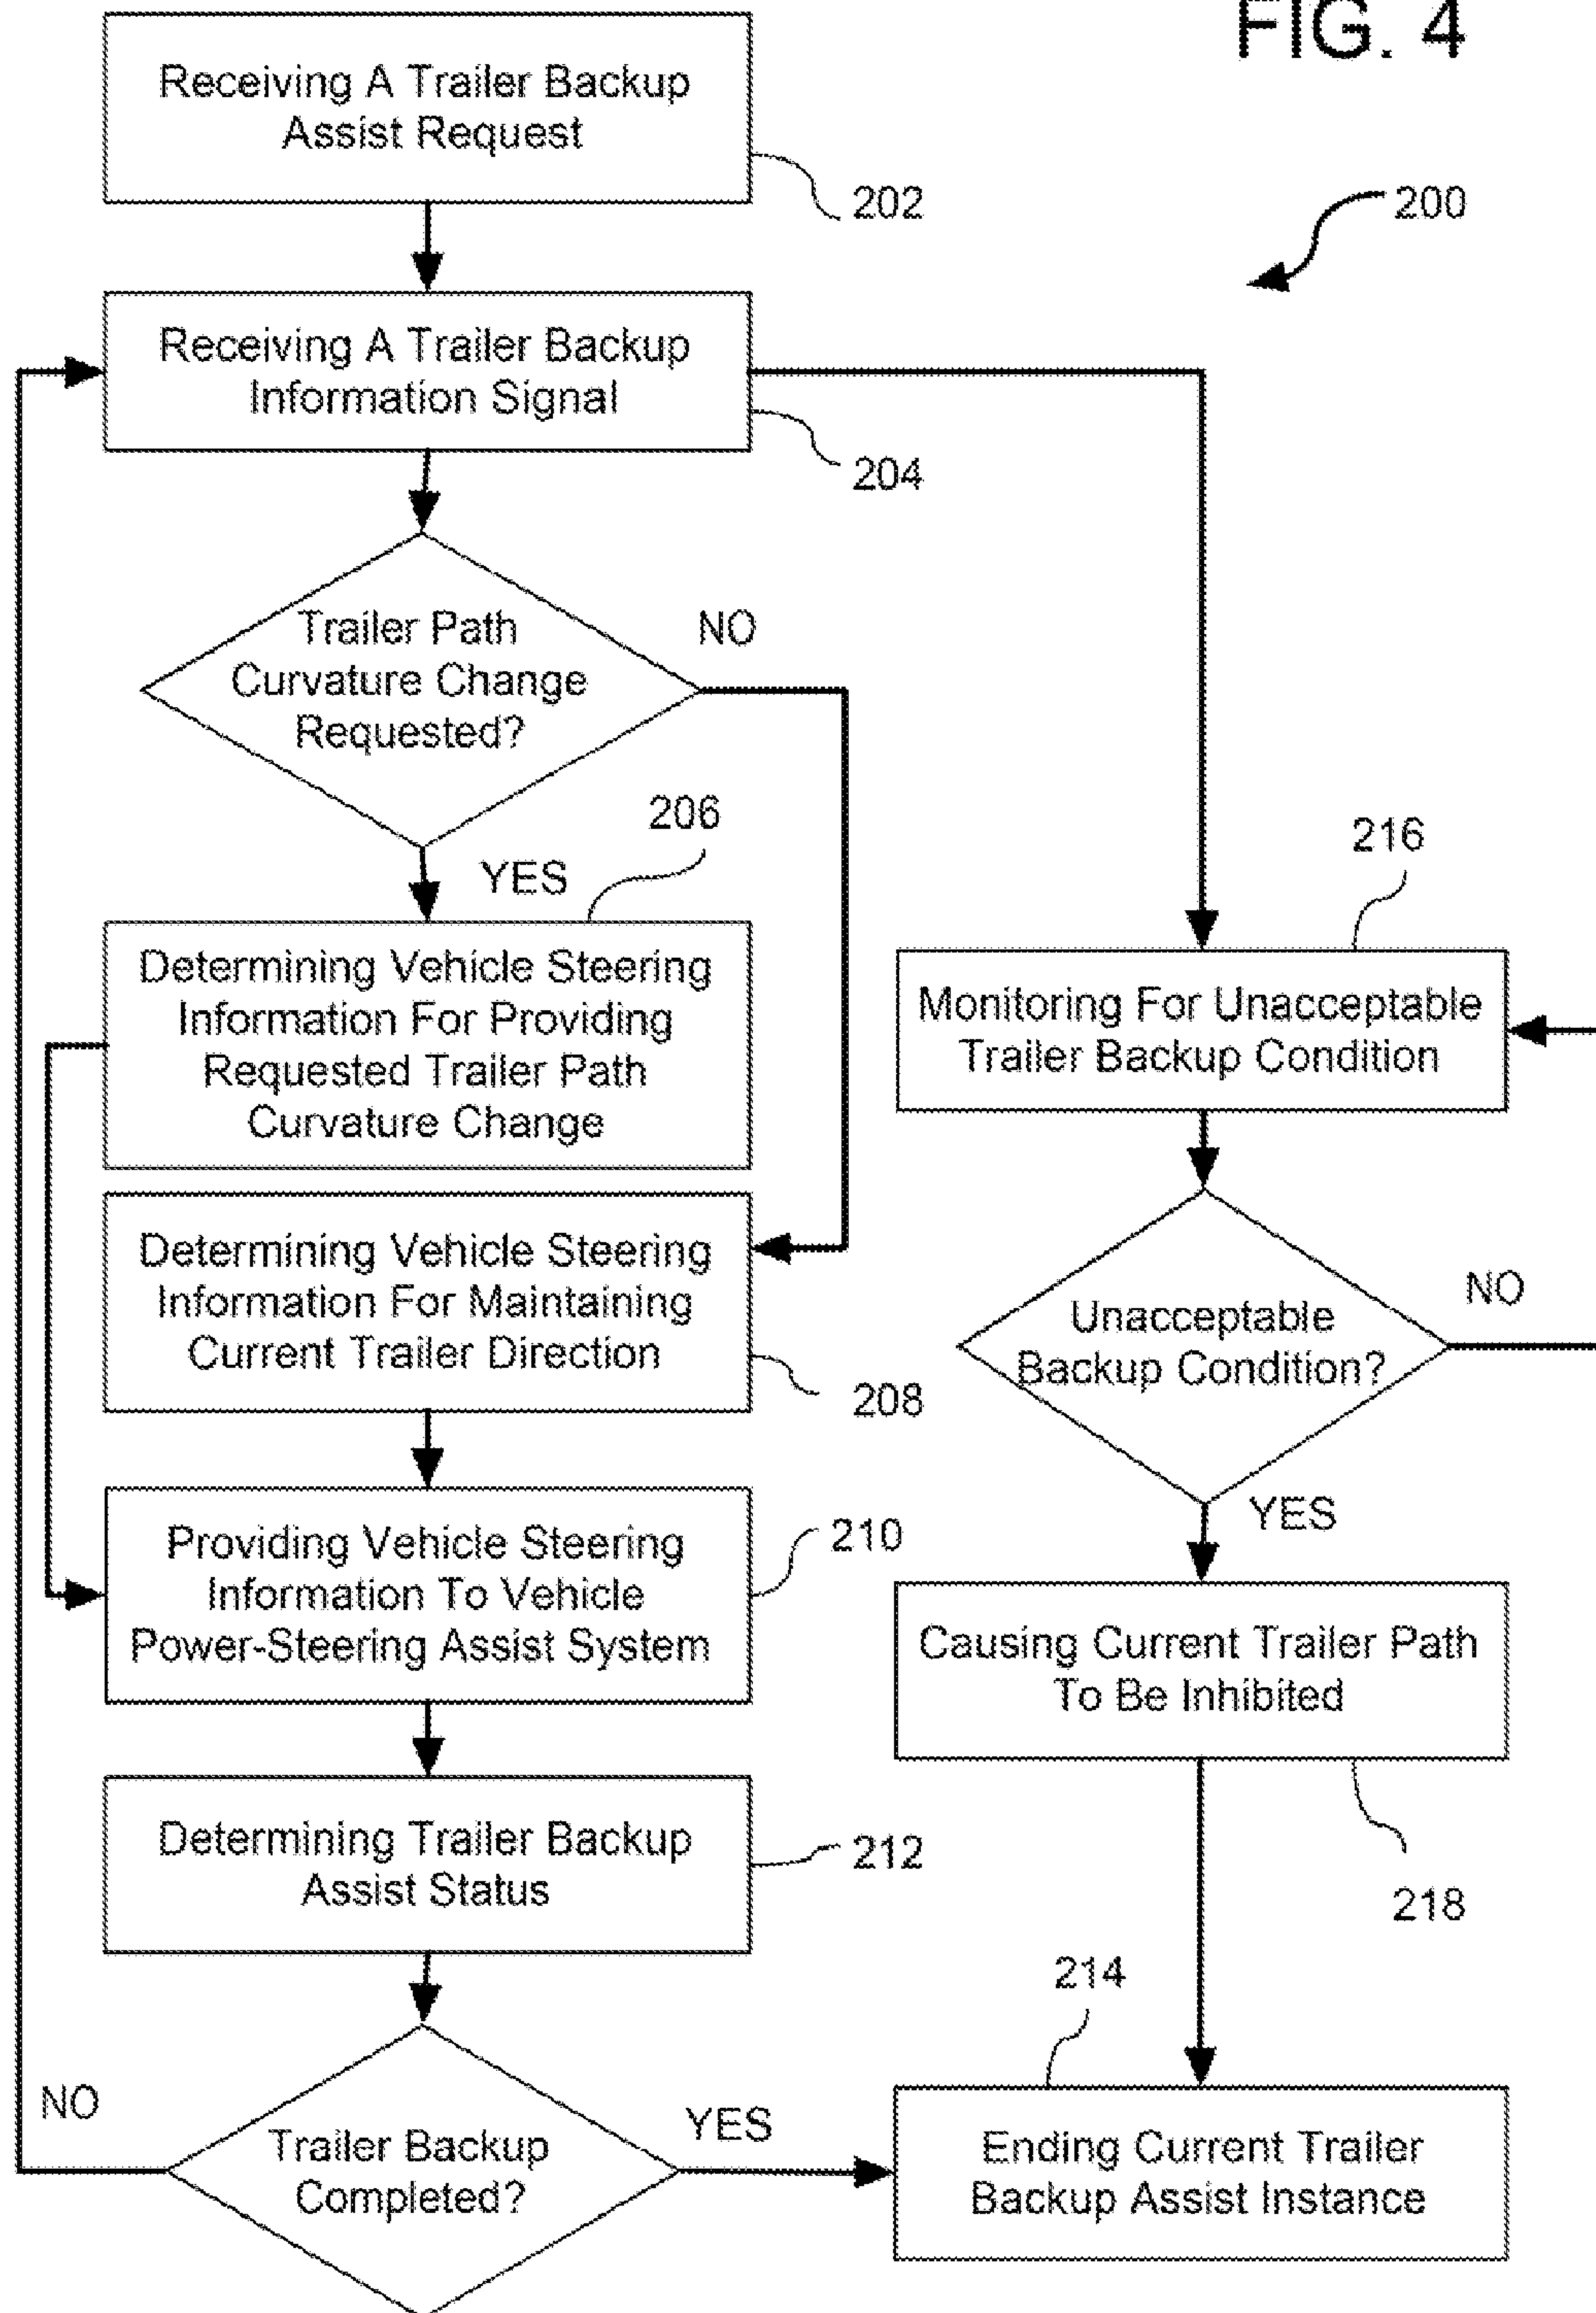 FIG. 4
Receiving A Trailer Backup
Assist Request
202
200
Receiving A Trailer Backup
Information Signal
204
Trailer Path
Curvature Change
Requested?
NO
YES
206
Determining Vehicle Steering
Information For Providing
Requested Trailer Path
Curvature Change
Determining Vehicle Steering
Information For Maintaining
Current Trailer Direction
208
Providing Vehicle Steering
Information To Vehicle
Power-Steering Assist System
210
Determining Trailer Backup
Assist Status
212
Trailer Backup
Completed?
NO
YES
216
Monitoring For Unacceptable
Trailer Backup Condition
Unacceptable
Backup Condition?
NO
YES
Causing Current Trailer Path
To Be Inhibited
218
214
Ending Current Trailer
Backup Assist Instance